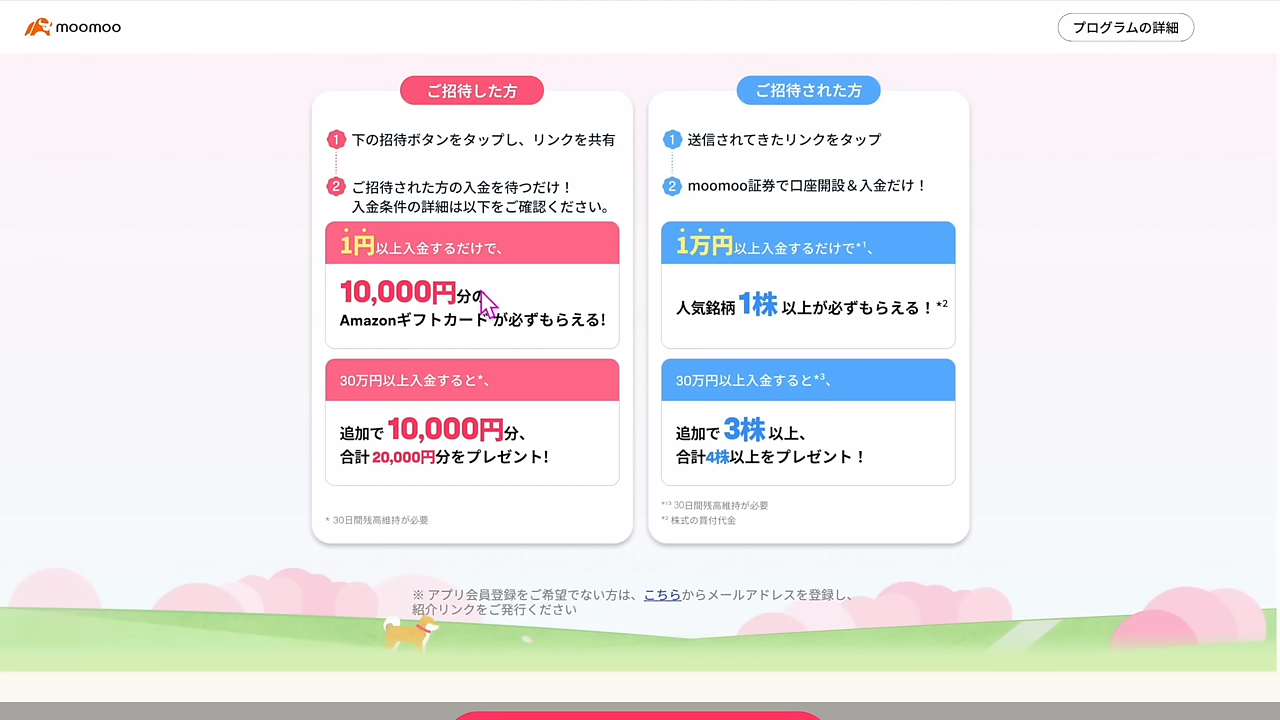 moomoo
プログラムの詳細
ご招待した方
1 下の招待ボタンをタップし、リンクを共有
2 ご招待された方の入金を待つだけ！
入金条件の詳細は以下をご確認ください。
1円以上入金するだけで、
10,000円分の
Amazonギフトカードが必ずもらえる!
30万円以上入金すると*、
追加で 10,000円分、
合計 20,000円分をプレゼント!
* 30日間残高維持が必要
ご招待された方
1 送信されてきたリンクをタップ
2 moomoo証券で口座開設＆入金だけ！
1万円以上入金するだけで*1、
人気銘柄 1株 以上が必ずもらえる！*2
30万円以上入金すると*3、
追加で 3株 以上、
合計4株以上をプレゼント！
*1*3 30日間残高維持が必要
*2 株式の買付代金
※ アプリ会員登録をご希望でない方は、こちらからメールアドレスを登録し、
紹介リンクをご発行ください